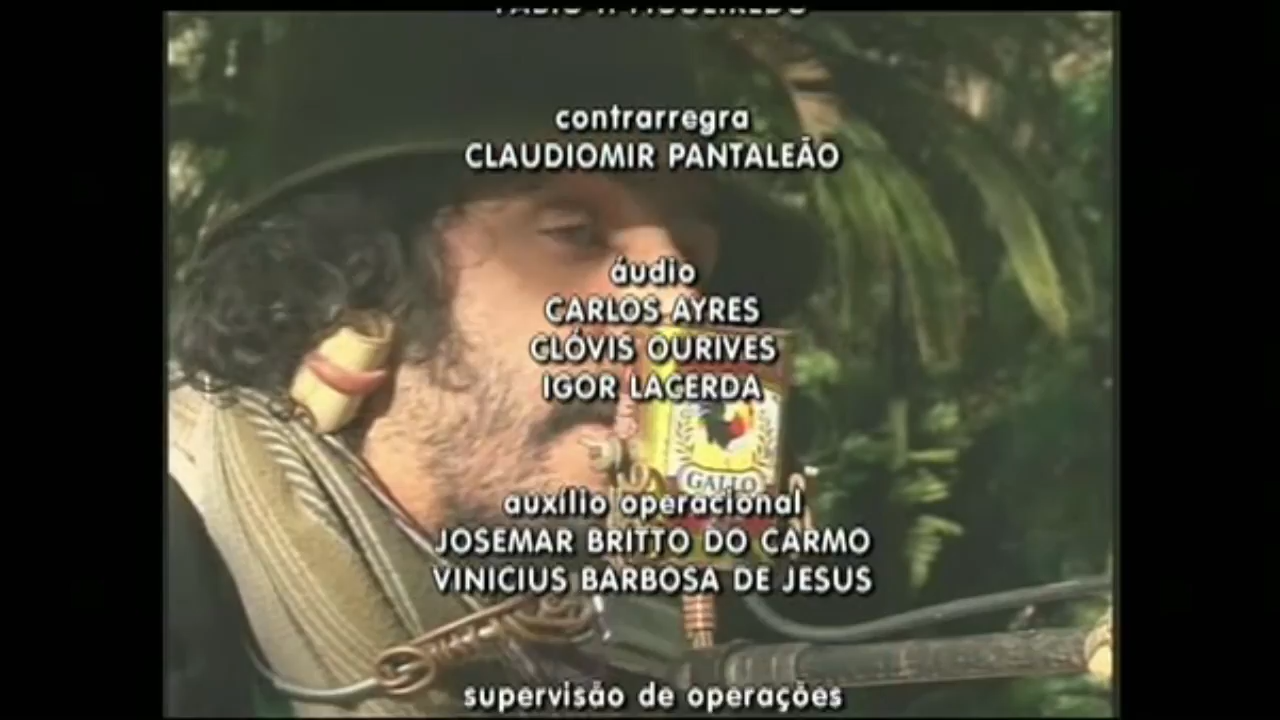 contrarregra
CLAUDIOMIR PANTALEÃO
áudio
CARLOS AYRES
CLÓVIS OURIVES
IGOR LACERDA
GALLO
auxílio operacional
JOSEMAR BRITTO DO CARMO
VINICIUS BARBOSA DE JESUS
supervisão de operações